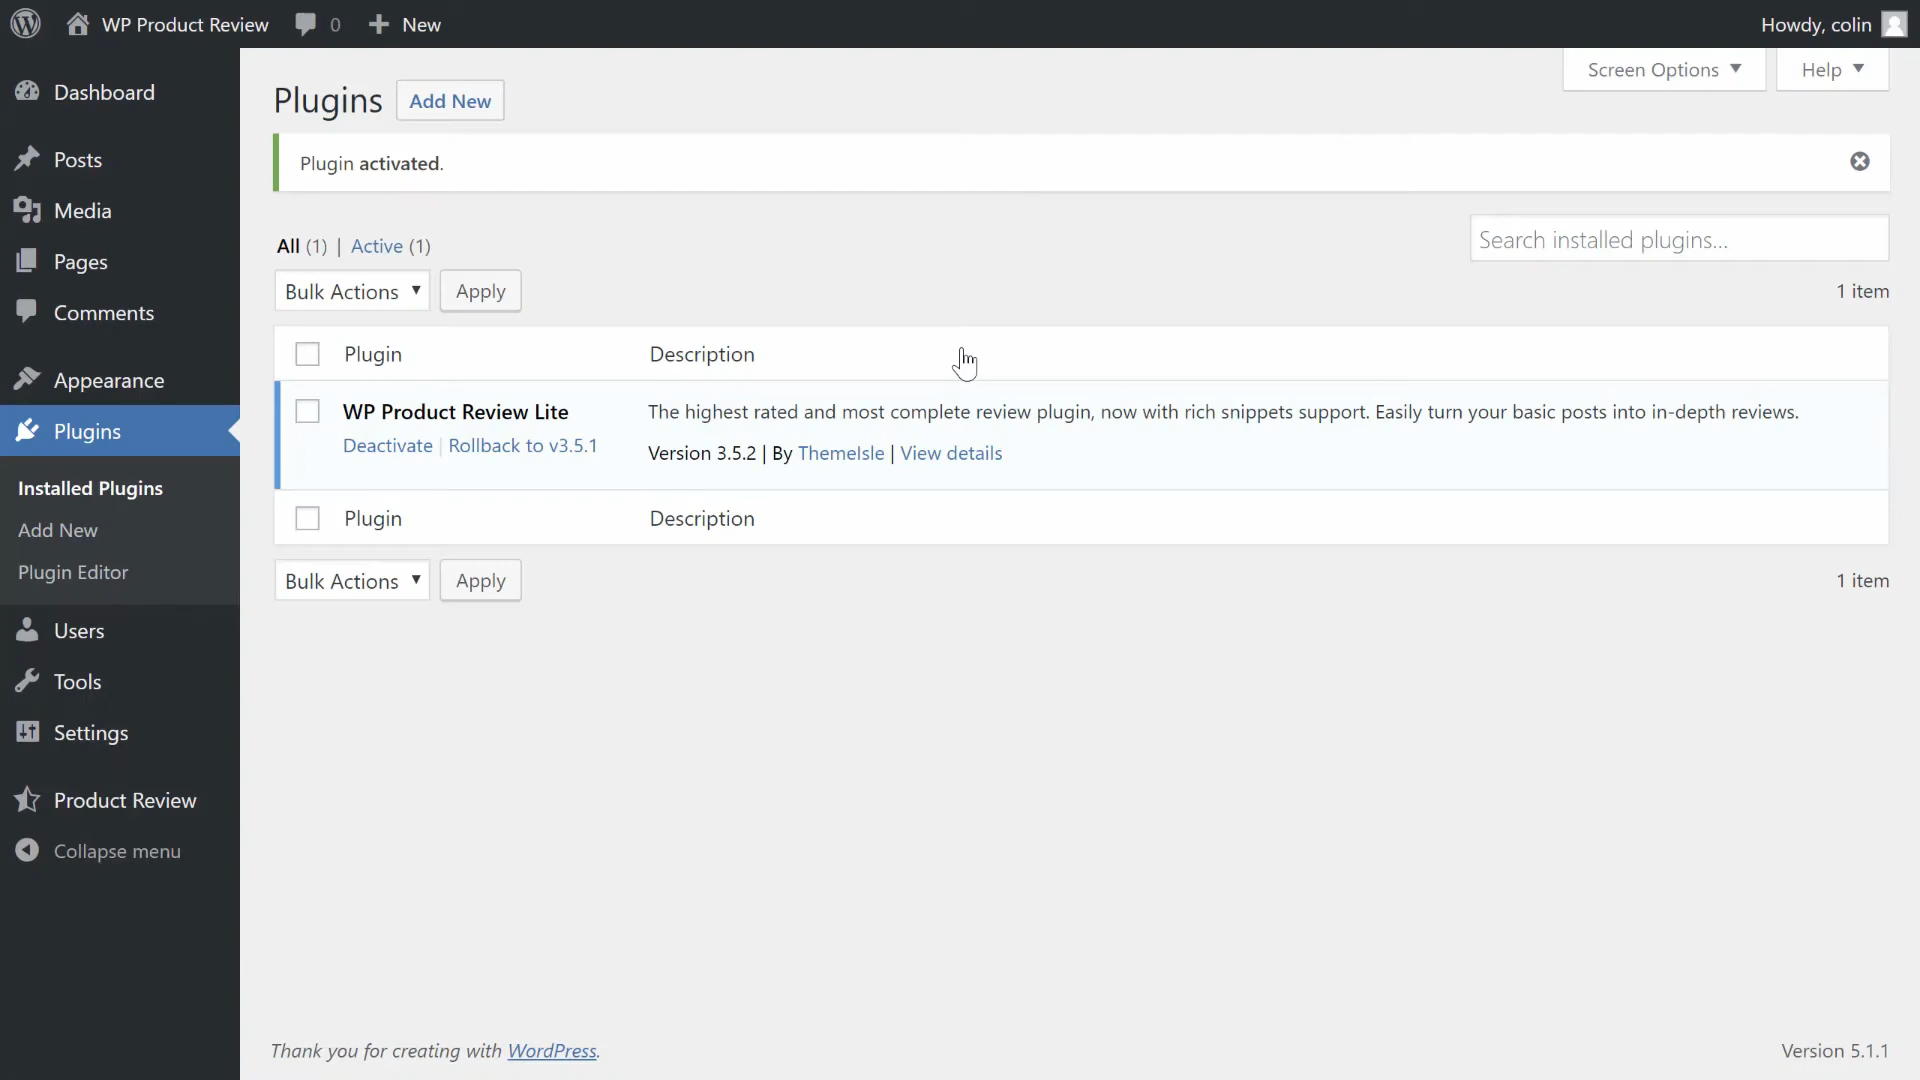 WP Product Review 0 New Howdy, colin
Dashboard
Posts
Media
Pages
Comments
Appearance
Plugins
Installed Plugins
Add New
Plugin Editor
Users
Tools
Settings
Product Review
Collapse menu
Screen Options Help
Plugins Add New
Plugin activated.
All (1) | Active (1)
Search installed plugins...
Bulk Actions Apply 1 item
Plugin Description
WP Product Review Lite The highest rated and most complete review plugin, now with rich snippets support. Easily turn your basic posts into in-depth reviews.
Deactivate | Rollback to v3.5.1 Version 3.5.2 | By ThemeIsle | View details
Plugin Description
Bulk Actions Apply 1 item
Thank you for creating with WordPress. Version 5.1.1